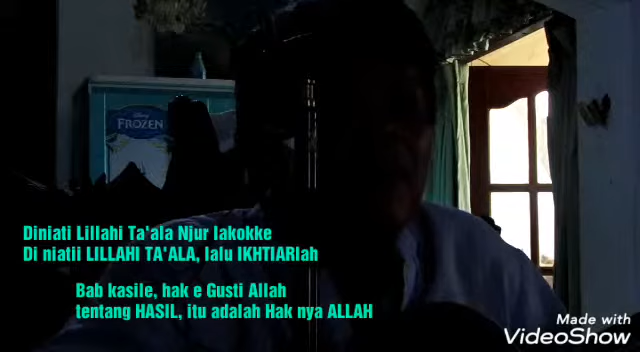 Disney
FROZEN
Diniati Lillahi Ta'ala Njur lakokke
Di niatii LILLAHI TA'ALA, lalu IKHTIARlah
Bab kasile, hak e Gusti Allah
tentang HASIL, itu adalah Hak nya ALLAH
Made with
VideoShow